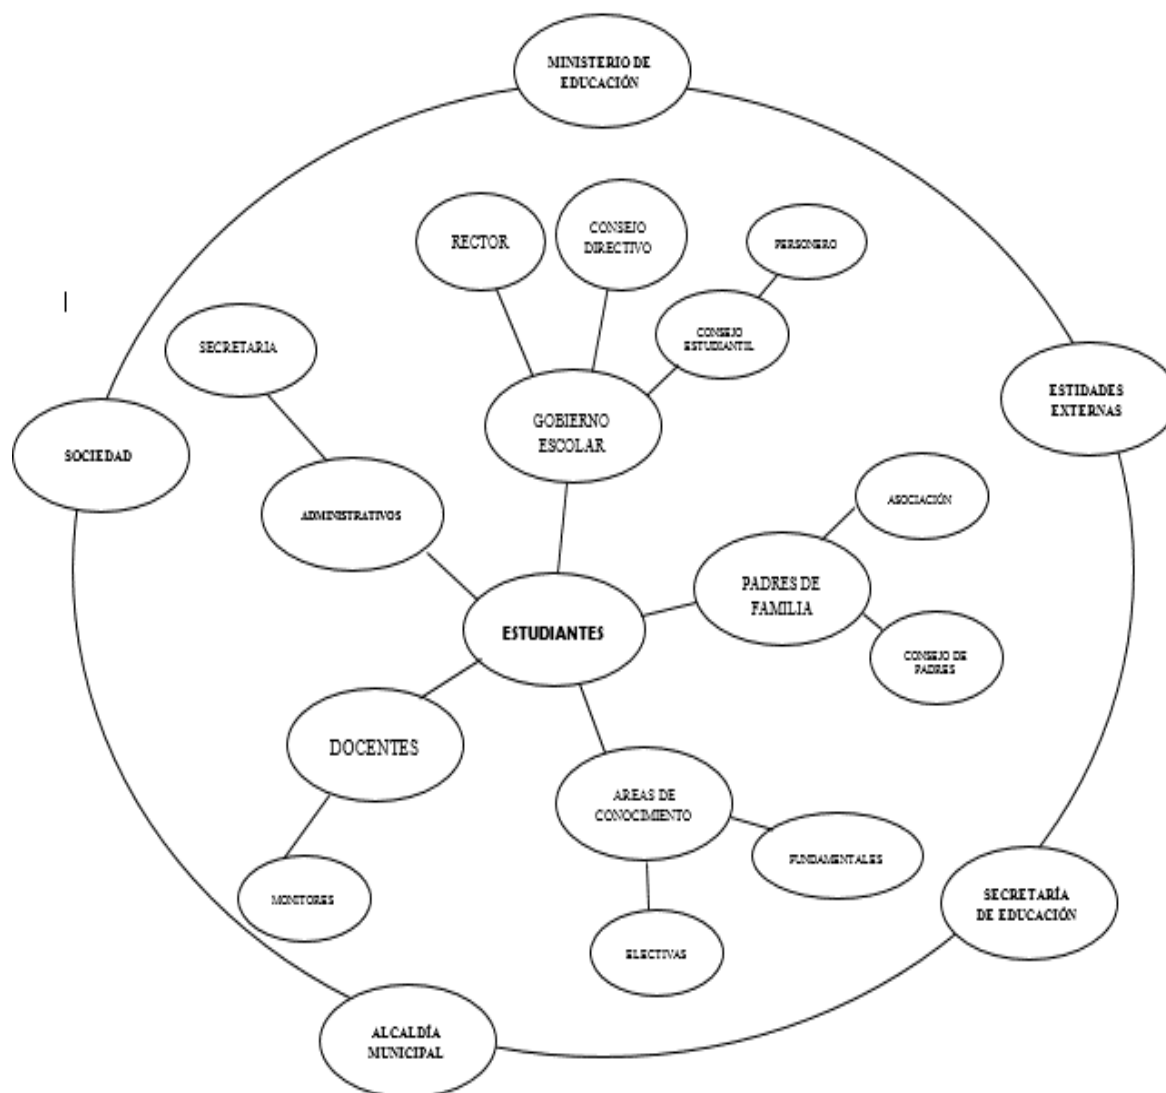 MINISTERIO DE
EDUCACIÓN
RECTOR
CONSEJO
DIRECTIVO
PERSONERO
CONSEJO
ESTUDIANTIL
SECRETARIA
GOBIERNO
ESCOLAR
ESTIDADES
EXTERNAS
SOCIEDAD
ADMINISTRATIVOS
ASOCIACIÓN
PADRES DE
FAMILIA
ESTUDIANTES
CONSEJO DE
PADRES
DOCENTES
AREAS DE
CONOCIMIENTO
FUNDAMENTALES
MONITORES
SECRETARÍA
DE EDUCACIÓN
ELECTIVAS
ALCALDÍA
MUNICIPAL